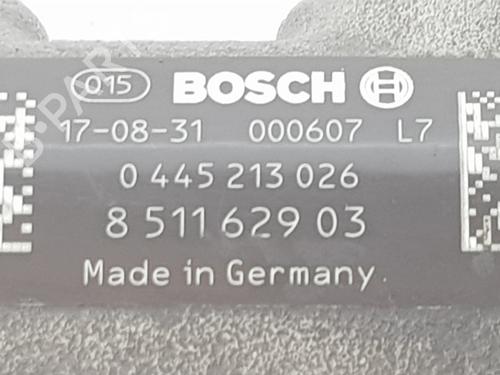 015 BOSCH
17-08-31 000607 L7
0 445 213 026
8 511 629 03
Made in Germany.